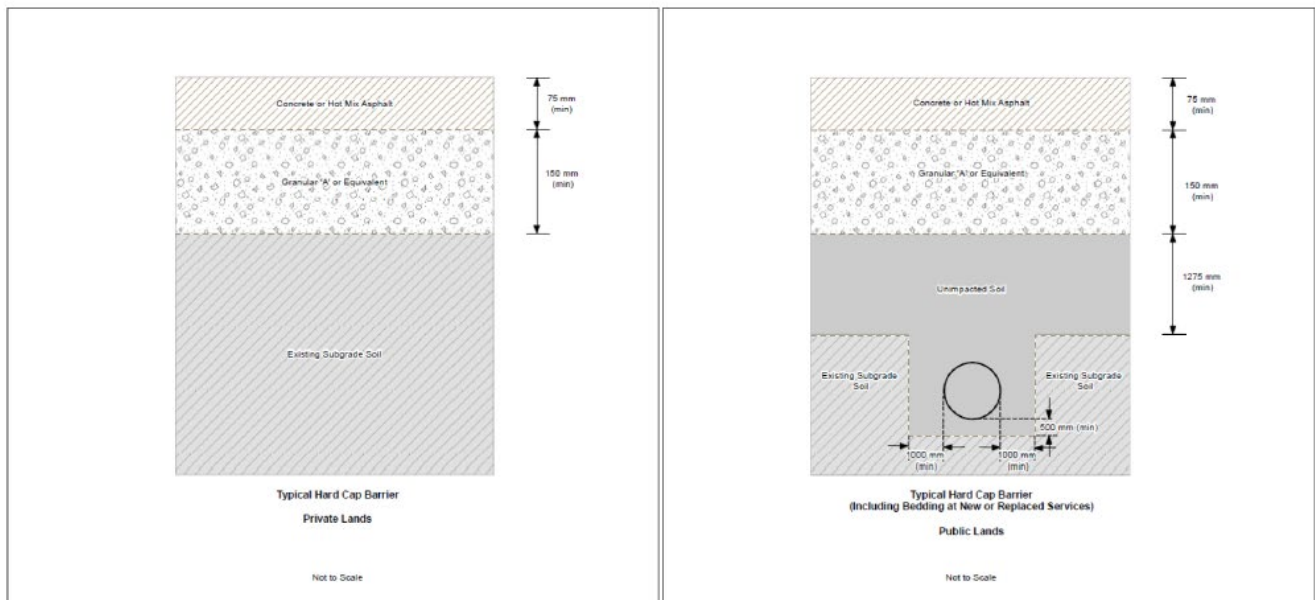 Concrete or Hot Mix Asphalt
75 mm
(min)
Granular 'A' or Equivalent
150 mm
(min)
Existing Subgrade Soil
Typical Hard Cap Barrier
Private Lands
Not to Scale
Concrete or Hot Mix Asphalt
75 mm
(min)
Granular 'A' or Equivalent
150 mm
(min)
Unimpacted Soil
1275 mm
(min)
Existing Subgrade
Soil
Existing Subgrade
Soil
500 mm (min)
000 mm
(min)
1000 mm
(min)
Typical Hard Cap Barrier
(Including Bedding at New or Replaced Services)
Public Lands
Not to Scale